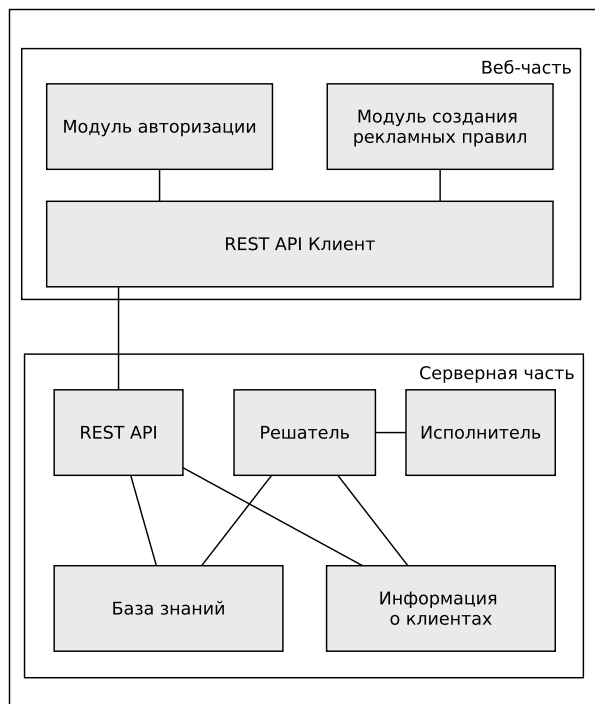 Веб-часть
Модуль авторизации
Модуль создания
рекламных правил
REST API Клиент
Серверная часть
REST API
Решатель
Исполнитель
База знаний
Информация
о клиентах